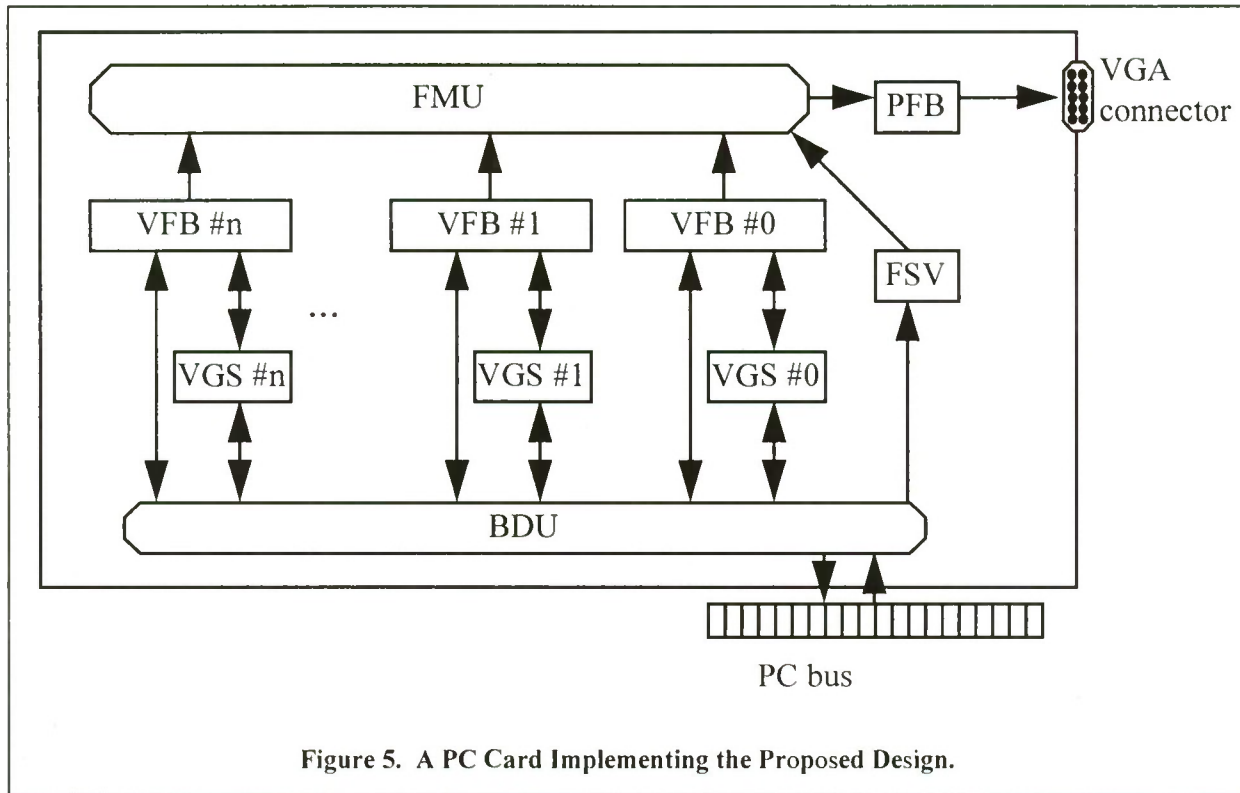 FMU
PFB
VGA
connector
VFB #n
VFB #1
VFB #0
FSV
...
VGS #n
VGS #1
VGS #0
BDU
PC bus
Figure 5. A PC Card Implementing the Proposed Design.